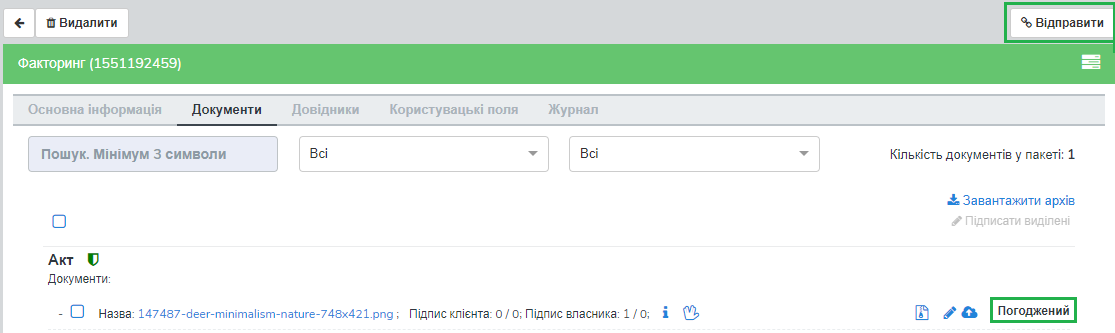 Видалити Відправити
Факторинг (1551192459)
Основна інформація Документи Довідники Користувацькі поля Журнал
Пошук. Мінімум 3 символи Всі Всі Кількість документів у пакеті: 1
Завантажити архів
Підписати виділені
Акт
Документи:
- Назва: 147487-deer-minimalism-nature-748x421.png ; Підпис клієнта: 0 / 0; Підпис власника: 1 / 0; Погоджений